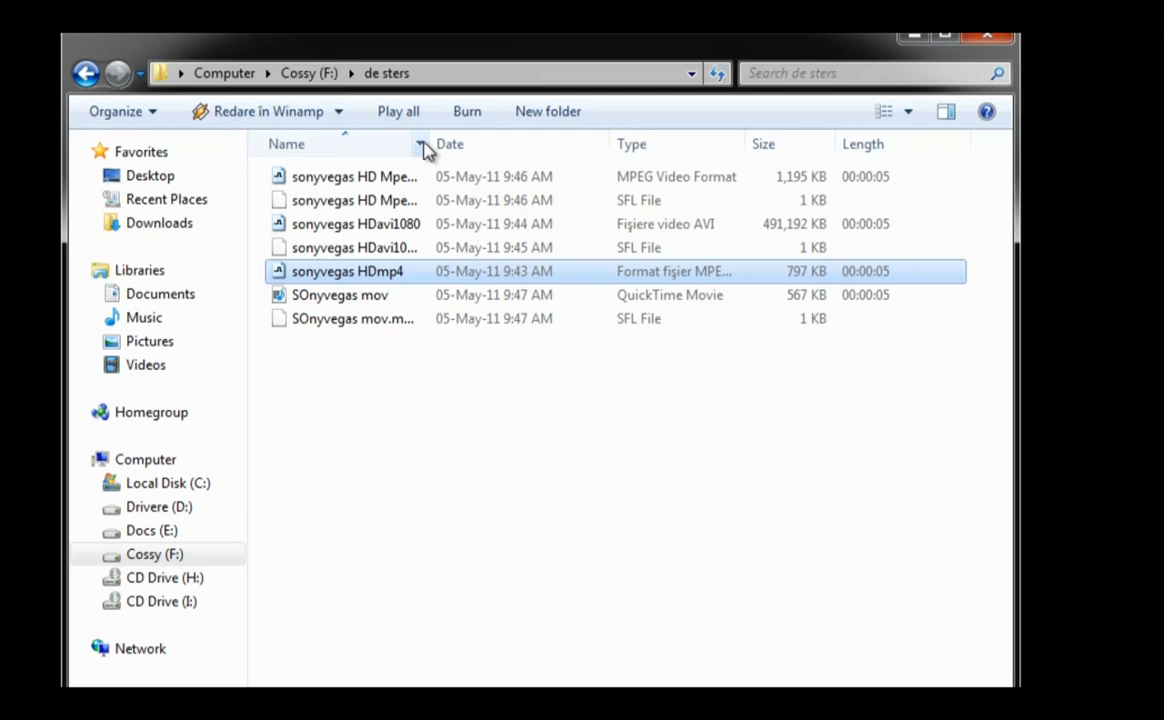 Computer Cossy (F:) de sters Search de sters
Organize Redare în Winamp Play all Burn New folder
Name Date Type Size Length
Favorites
Desktop
Recent Places
Downloads
Libraries
Documents
Music
Pictures
Videos
Homegroup
Computer
Local Disk (C:)
Drivere (D:)
Docs (E:)
Cossy (F:)
CD Drive (H:)
CD Drive (I:)
Network
sonyvegas HD Mpe... 05-May-11 9:46 AM MPEG Video Format 1,195 KB 00:00:05
sonyvegas HD Mpe... 05-May-11 9:46 AM SFL File 1 KB
sonyvegas HDavi1080 05-May-11 9:44 AM Fişiere video AVI 491,192 KB 00:00:05
sonyvegas HDavi10... 05-May-11 9:45 AM SFL File 1 KB
sonyvegas HDmp4 05-May-11 9:43 AM Format fişier MPE... 797 KB 00:00:05
SOnyvegas mov 05-May-11 9:47 AM QuickTime Movie 567 KB 00:00:05
SOnyvegas mov.m... 05-May-11 9:47 AM SFL File 1 KB